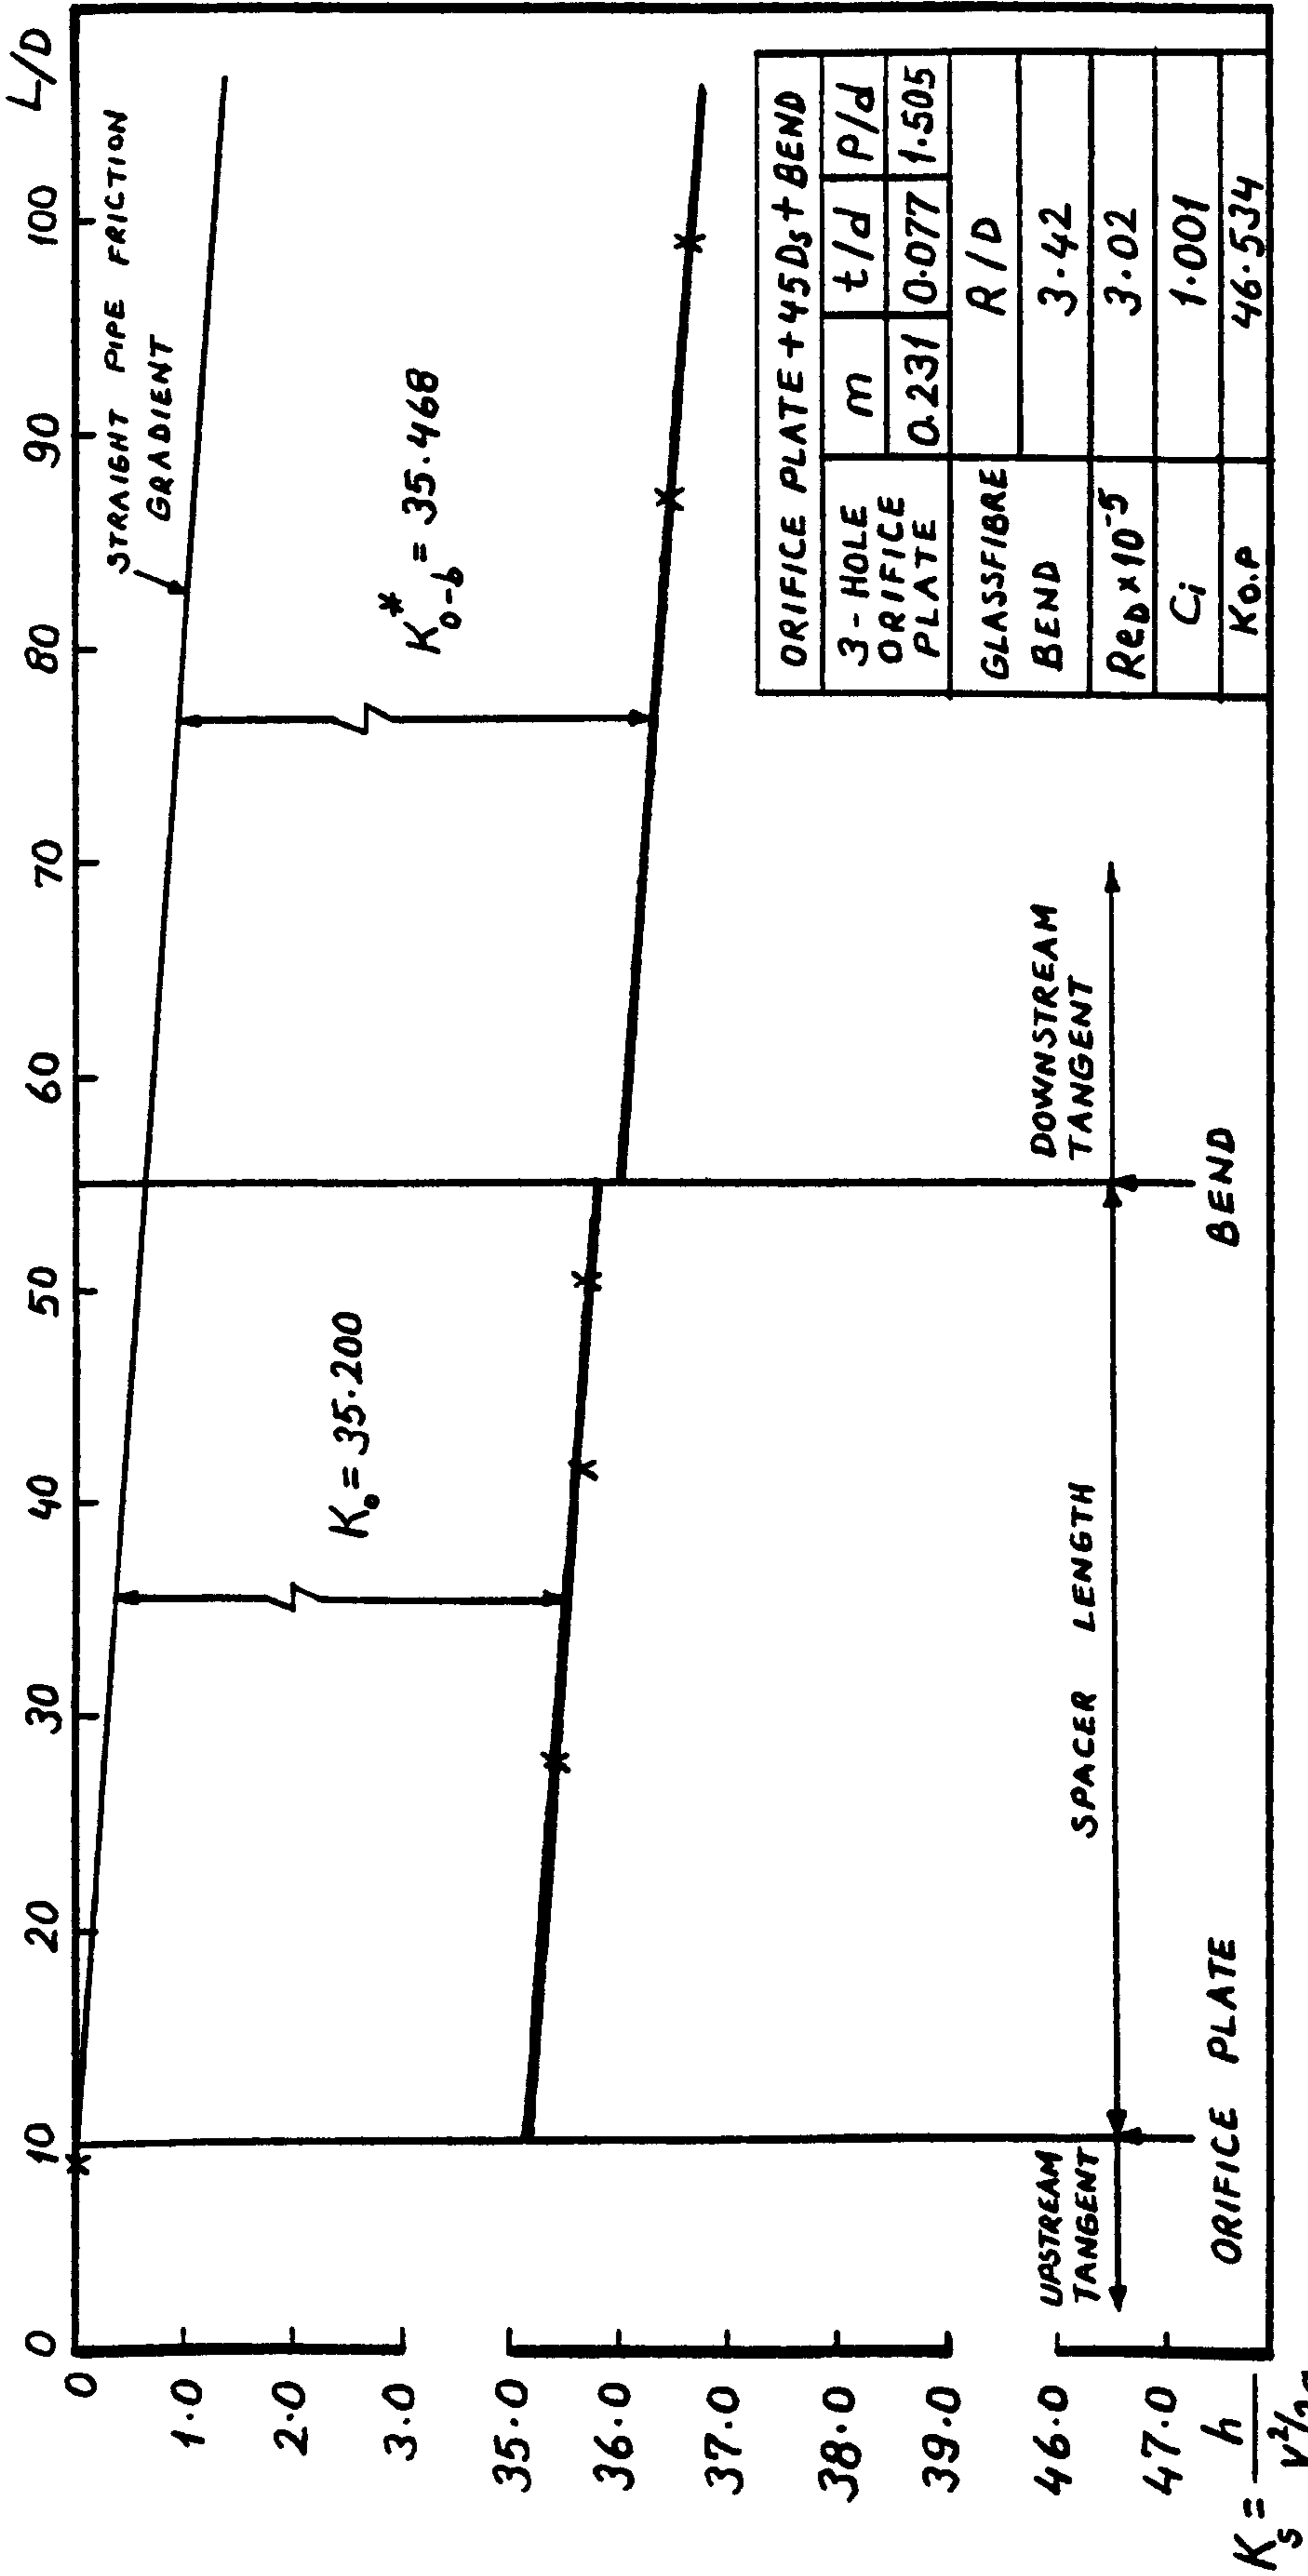 L/D
0 10 20 30 40 50 60 70 80 90 100
0
1.0
2.0
3.0
35.0
36.0
37.0
38.0
39.0
46.0
47.0
Ks = h / V²/2g
STRAIGHT PIPE FRICTION
GRADIENT
K₀ = 35.200
K*₀₋b = 35.468
UPSTREAM
TANGENT
SPACER LENGTH
DOWNSTREAM
TANGENT
ORIFICE PLATE
BEND
ORIFICE PLATE + 45Ds + BEND
3-HOLE
ORIFICE
PLATE
m t/d P/d
0.231 0.077 1.505
GLASSFIBRE
BEND
R/D
3.42
ReD x 10⁻⁵ 3.02
Ci 1.001
Ko.p 46.534